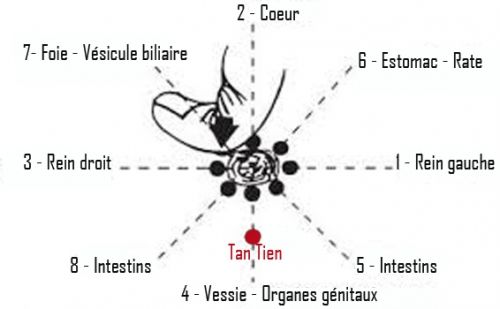 2 - Coeur
7- Foie - Vésicule biliaire
6 - Estomac - Rate
3 - Rein droit
1 - Rein gauche
Tan Tien
8 - Intestins
5 - Intestins
4 - Vessie - Organes génitaux